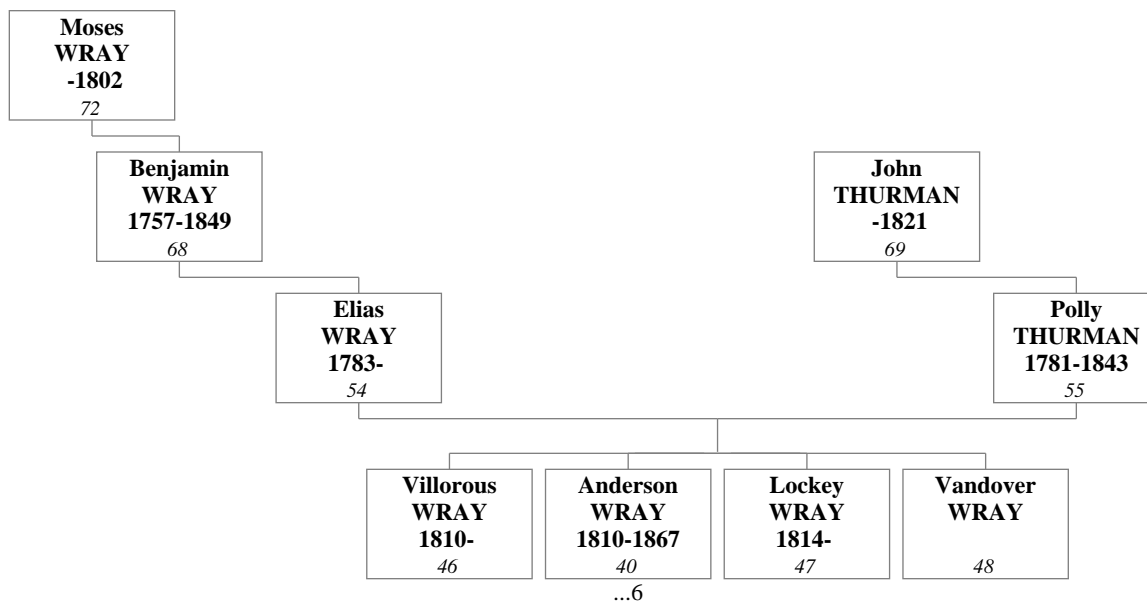 Moses
WRAY
-1802
72
Benjamin
WRAY
1757-1849
68
John
THURMAN
-1821
69
Elias
WRAY
1783-
54
Polly
THURMAN
1781-1843
55
Villorous
WRAY
1810-
46
Anderson
WRAY
1810-1867
40
Lockey
WRAY
1814-
47
Vandover
WRAY
48
...6